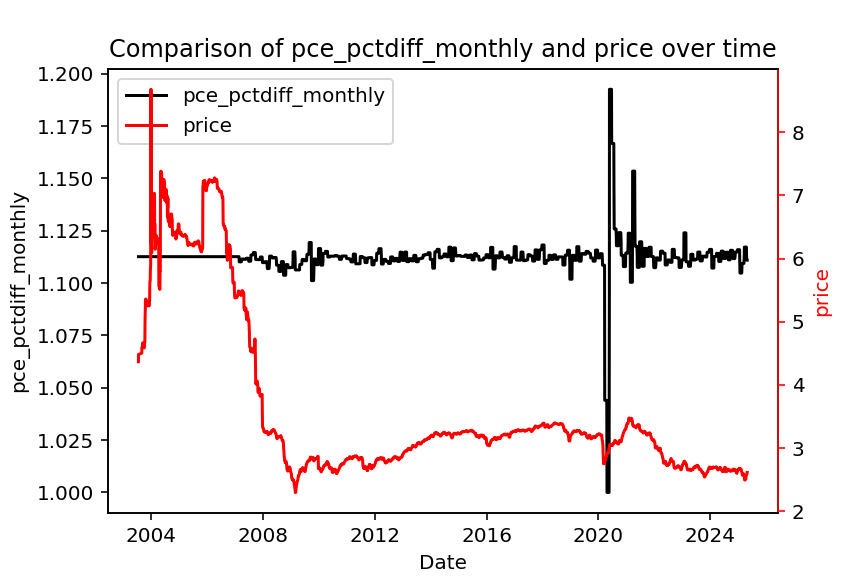 Comparison of pce_pctdiff_monthly and price over time
pce_pctdiff_monthly
price
1.200
1.175
1.150
1.125
1.100
1.075
1.050
1.025
1.000
pce_pctdiff_monthly
8
7
6
5
4
3
2
price
2004 2008 2012 2016 2020 2024
Date